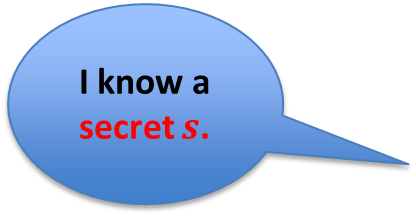 I know a
secret s.